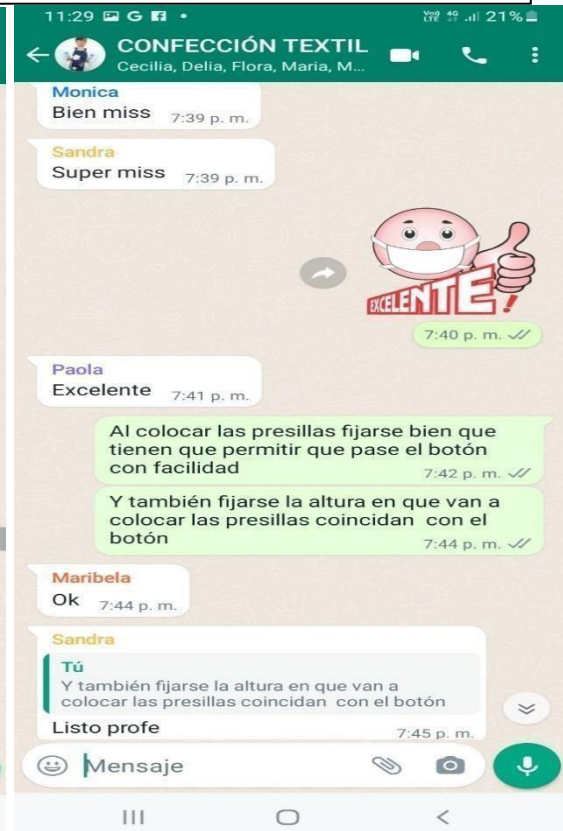 11:29
VoD LTE 4G 21%
CONFECCIÓN TEXTIL
Cecilia, Delia, Flora, Maria, M...
Monica
Bien miss 7:39 p. m.
Sandra
Super miss 7:39 p. m.
EXCELENTE!
7:40 p. m.
Paola
Excelente 7:41 p. m.
Al colocar las presillas fijarse bien que
tienen que permitir que pase el botón
con facilidad 7:42 p. m.
Y también fijarse la altura en que van a
colocar las presillas coincidan con el
botón 7:44 p. m.
Maribela
Ok 7:44 p. m.
Sandra
Tú
Y también fijarse la altura en que van a
colocar las presillas coincidan con el botón
Listo profe 7:45 p. m.
Mensaje